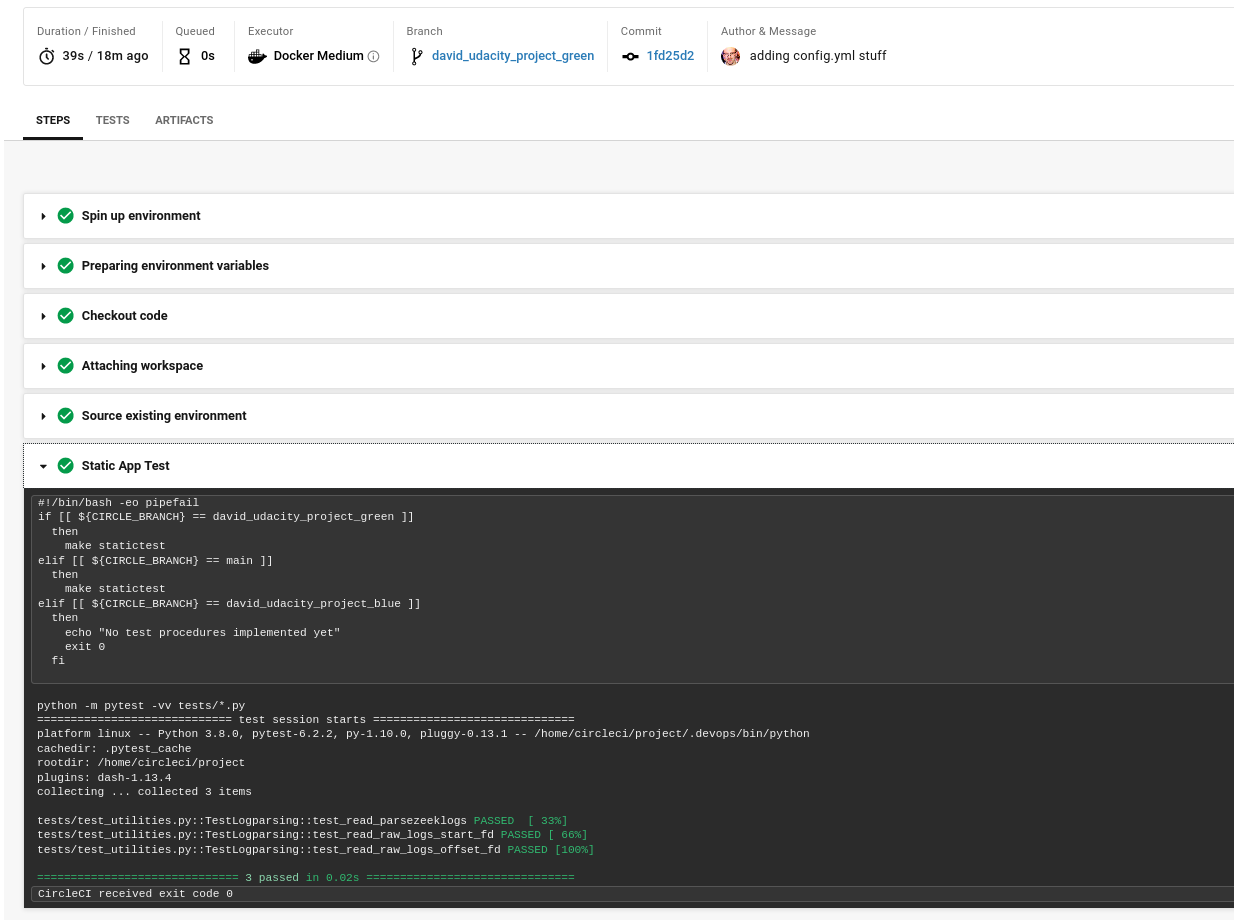 Duration / Finished Queued Executor Branch Commit Author & Message
39s / 18m ago 0s Docker Medium david_udacity_project_green 1fd25d2 adding config.yml stuff
STEPS TESTS ARTIFACTS
Spin up environment
Preparing environment variables
Checkout code
Attaching workspace
Source existing environment
Static App Test
#!/bin/bash -eo pipefail
if [[ ${CIRCLE_BRANCH} == david_udacity_project_green ]]
  then
    make statictest
elif [[ ${CIRCLE_BRANCH} == main ]]
  then
    make statictest
elif [[ ${CIRCLE_BRANCH} == david_udacity_project_blue ]]
  then
    echo "No test procedures implemented yet"
    exit 0
  fi
python -m pytest -vv tests/*.py
============================= test session starts ==============================
platform linux -- Python 3.8.0, pytest-6.2.2, py-1.10.0, pluggy-0.13.1 -- /home/circleci/project/.devops/bin/python
cachedir: .pytest_cache
rootdir: /home/circleci/project
plugins: dash-1.13.4
collecting ... collected 3 items
tests/test_utilities.py::TestLogparsing::test_read_parsezeeklogs PASSED  [ 33%]
tests/test_utilities.py::TestLogparsing::test_read_raw_logs_start_fd PASSED [ 66%]
tests/test_utilities.py::TestLogparsing::test_read_raw_logs_offset_fd PASSED [100%]
============================== 3 passed in 0.02s ===============================
CircleCI received exit code 0